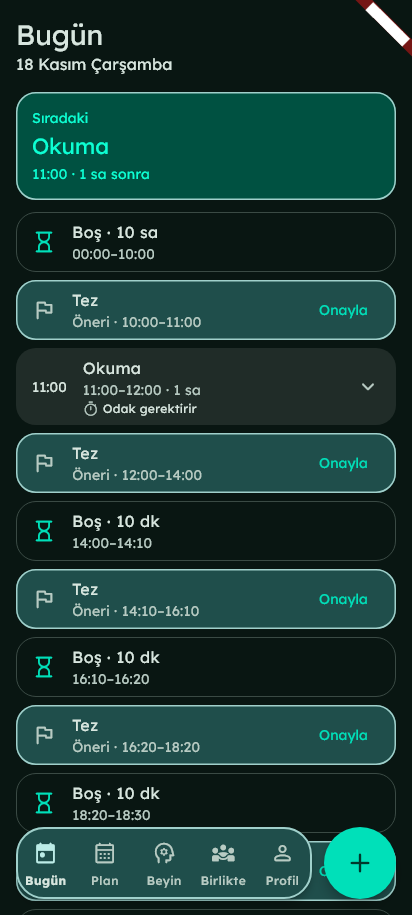 Bugün
18 Kasım Çarşamba
Sıradaki
Okuma
11:00 · 1 sa sonra
Boş · 10 sa
00:00–10:00
Tez
Öneri · 10:00–11:00
Onayla
11:00
Okuma
11:00–12:00 · 1 sa
Odak gerektirir
Tez
Öneri · 12:00–14:00
Onayla
Boş · 10 dk
14:00–14:10
Tez
Öneri · 14:10–16:10
Onayla
Boş · 10 dk
16:10–16:20
Tez
Öneri · 16:20–18:20
Onayla
Boş · 10 dk
18:20–18:30
Bugün
Plan
Beyin
Birlikte
Profil